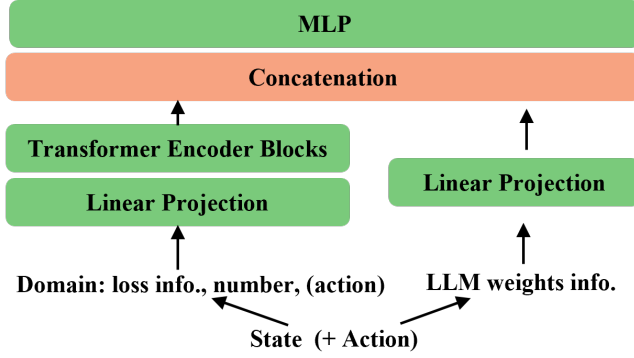 MLP
Concatenation
Transformer Encoder Blocks
Linear Projection
Linear Projection
Domain: loss info., number, (action)
LLM weights info.
State (+ Action)